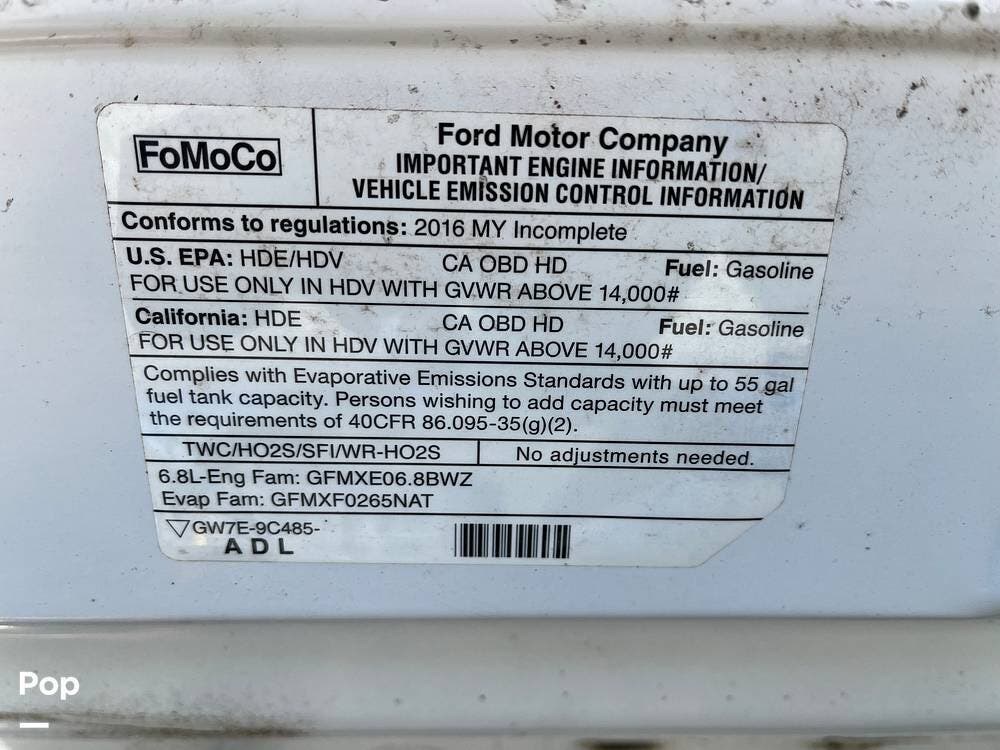 FoMoCo
Ford Motor Company
IMPORTANT ENGINE INFORMATION/
VEHICLE EMISSION CONTROL INFORMATION
Conforms to regulations: 2016 MY Incomplete
U.S. EPA: HDE/HDV CA OBD HD Fuel: Gasoline
FOR USE ONLY IN HDV WITH GVWR ABOVE 14,000#
California: HDE CA OBD HD Fuel: Gasoline
FOR USE ONLY IN HDV WITH GVWR ABOVE 14,000#
Complies with Evaporative Emissions Standards with up to 55 gal
fuel tank capacity. Persons wishing to add capacity must meet
the requirements of 40CFR 86.095-35(g)(2).
TWC/HO2S/SFI/WR-HO2S No adjustments needed.
6.8L-Eng Fam: GFMXE06.8BWZ
Evap Fam: GFMXF0265NAT
GW7E-9C485-
A D L
Pop